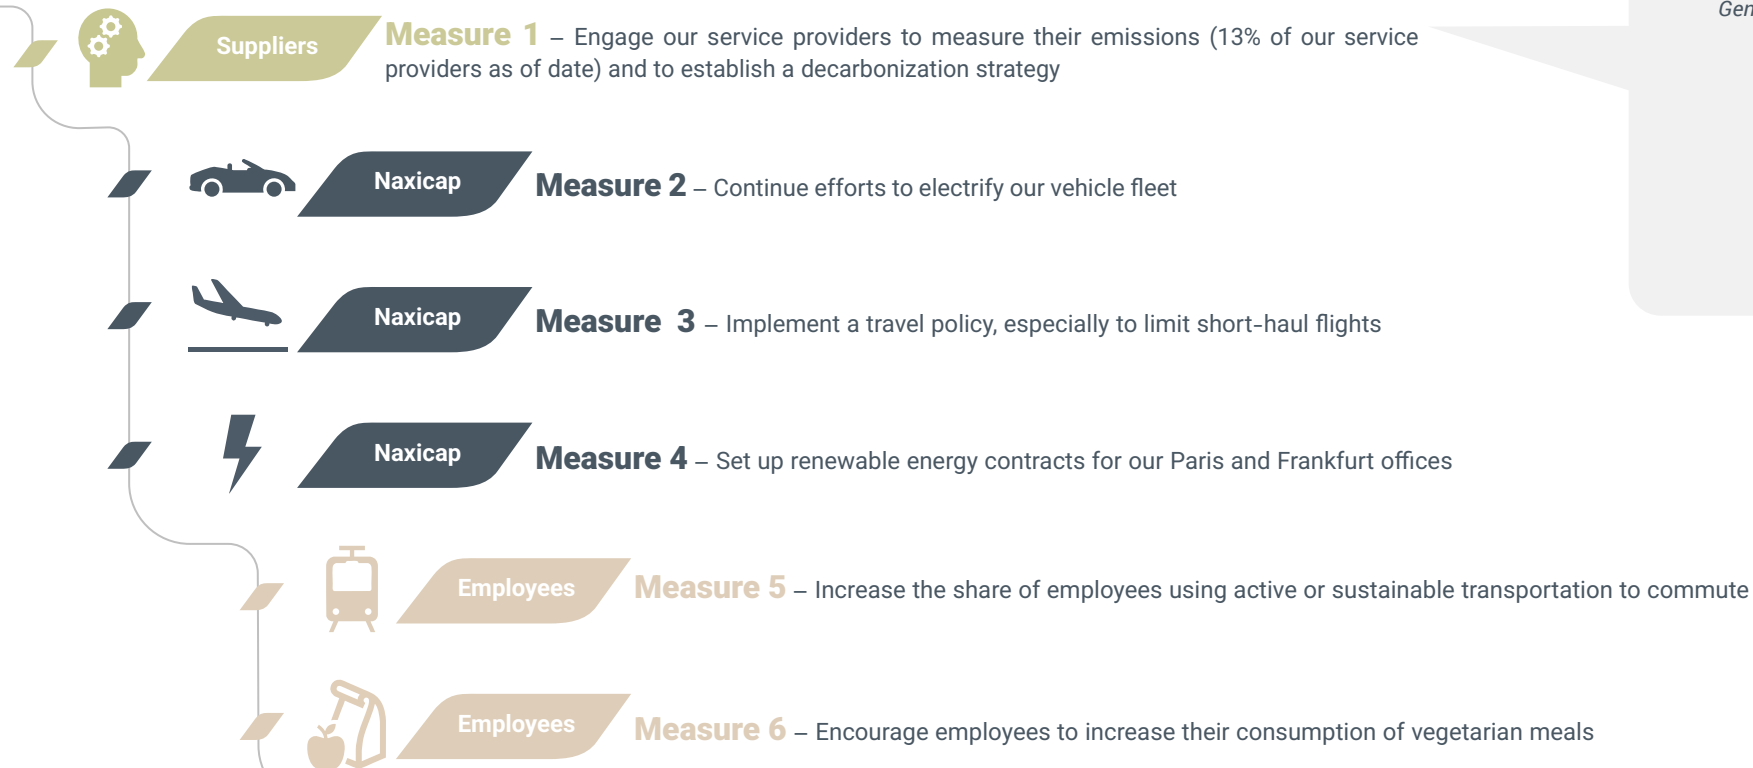 Gen
Suppliers
Measure 1 – Engage our service providers to measure their emissions (13% of our service
providers as of date) and to establish a decarbonization strategy
Naxicap
Measure 2 – Continue efforts to electrify our vehicle fleet
Naxicap
Measure 3 – Implement a travel policy, especially to limit short-haul flights
Naxicap
Measure 4 – Set up renewable energy contracts for our Paris and Frankfurt offices
Employees
Measure 5 – Increase the share of employees using active or sustainable transportation to commute
Employees
Measure 6 – Encourage employees to increase their consumption of vegetarian meals